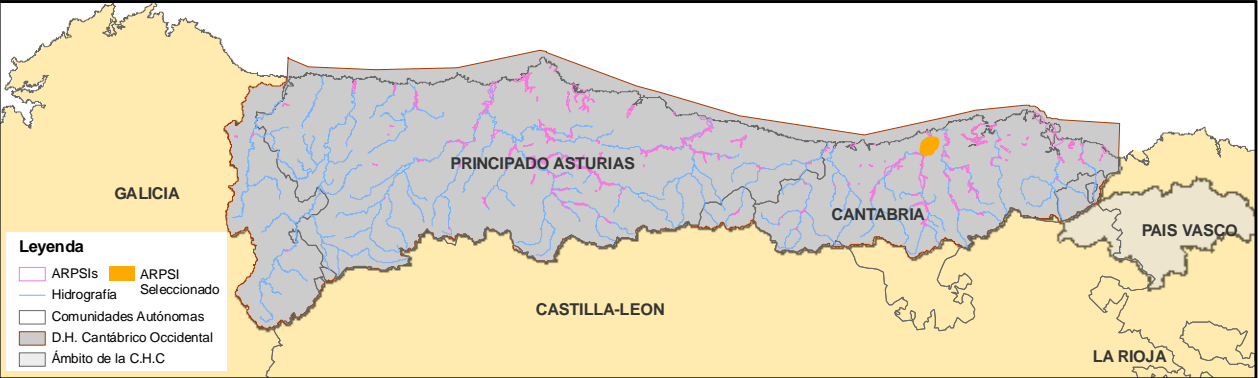 PRINCIPADO ASTURIAS
GALICIA
CANTABRIA
PAIS VASCO
CASTILLA-LEON
LA RIOJA
Leyenda
ARPSIs
ARPSI
Seleccionado
Hidrografía
Comunidades Autónomas
D.H. Cantábrico Occidental
Ámbito de la C.H.C